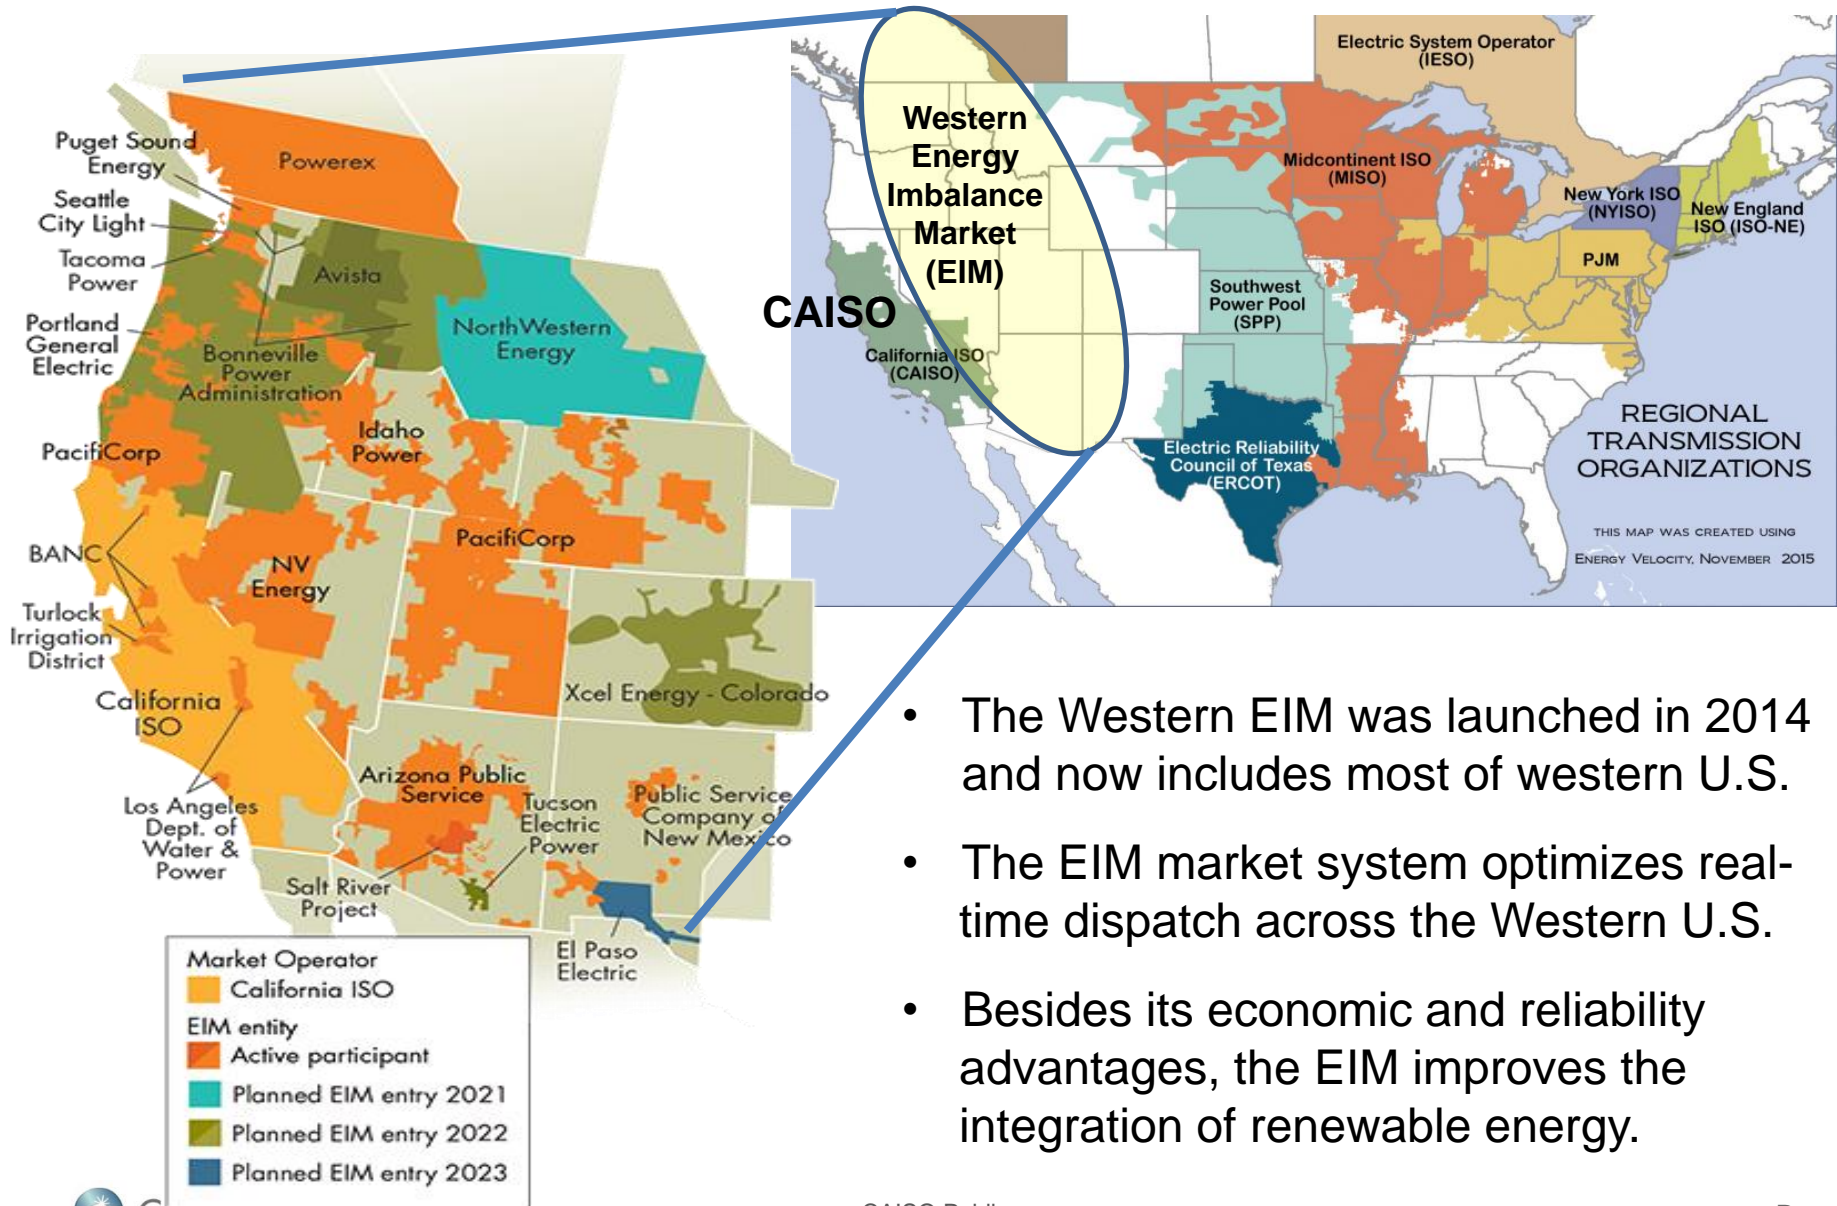 Puget Sound
Energy
Powerex
Seattle
City Light
Tacoma
Power
Avista
Portland
General
Electric
NorthWestern
Energy
Bonneville
Power
Administration
Idaho
Power
PacifiCorp
PacifiCorp
BANC
NV
Energy
Turlock
Irrigation
District
California
ISO
Xcel Energy - Colorado
Arizona Public
Service
Tucson
Electric
Power
Public Service
Company of
New Mexico
Los Angeles
Dept. of
Water &
Power
Salt River
Project
El Paso
Electric
Market Operator
California ISO
EIM entity
Active participant
Planned EIM entry 2021
Planned EIM entry 2022
Planned EIM entry 2023
Western
Energy
Imbalance
Market
(EIM)
CAISO
California ISO
(CAISO)
Electric System Operator
(IESO)
Midcontinent ISO
(MISO)
New York ISO
(NYISO)
New England
ISO (ISO-NE)
PJM
Southwest
Power Pool
(SPP)
Electric Reliability
Council of Texas
(ERCOT)
REGIONAL
TRANSMISSION
ORGANIZATIONS
THIS MAP WAS CREATED USING
ENERGY VELOCITY, NOVEMBER 2015
• The Western EIM was launched in 2014
and now includes most of western U.S.
• The EIM market system optimizes real-
time dispatch across the Western U.S.
• Besides its economic and reliability
advantages, the EIM improves the
integration of renewable energy.